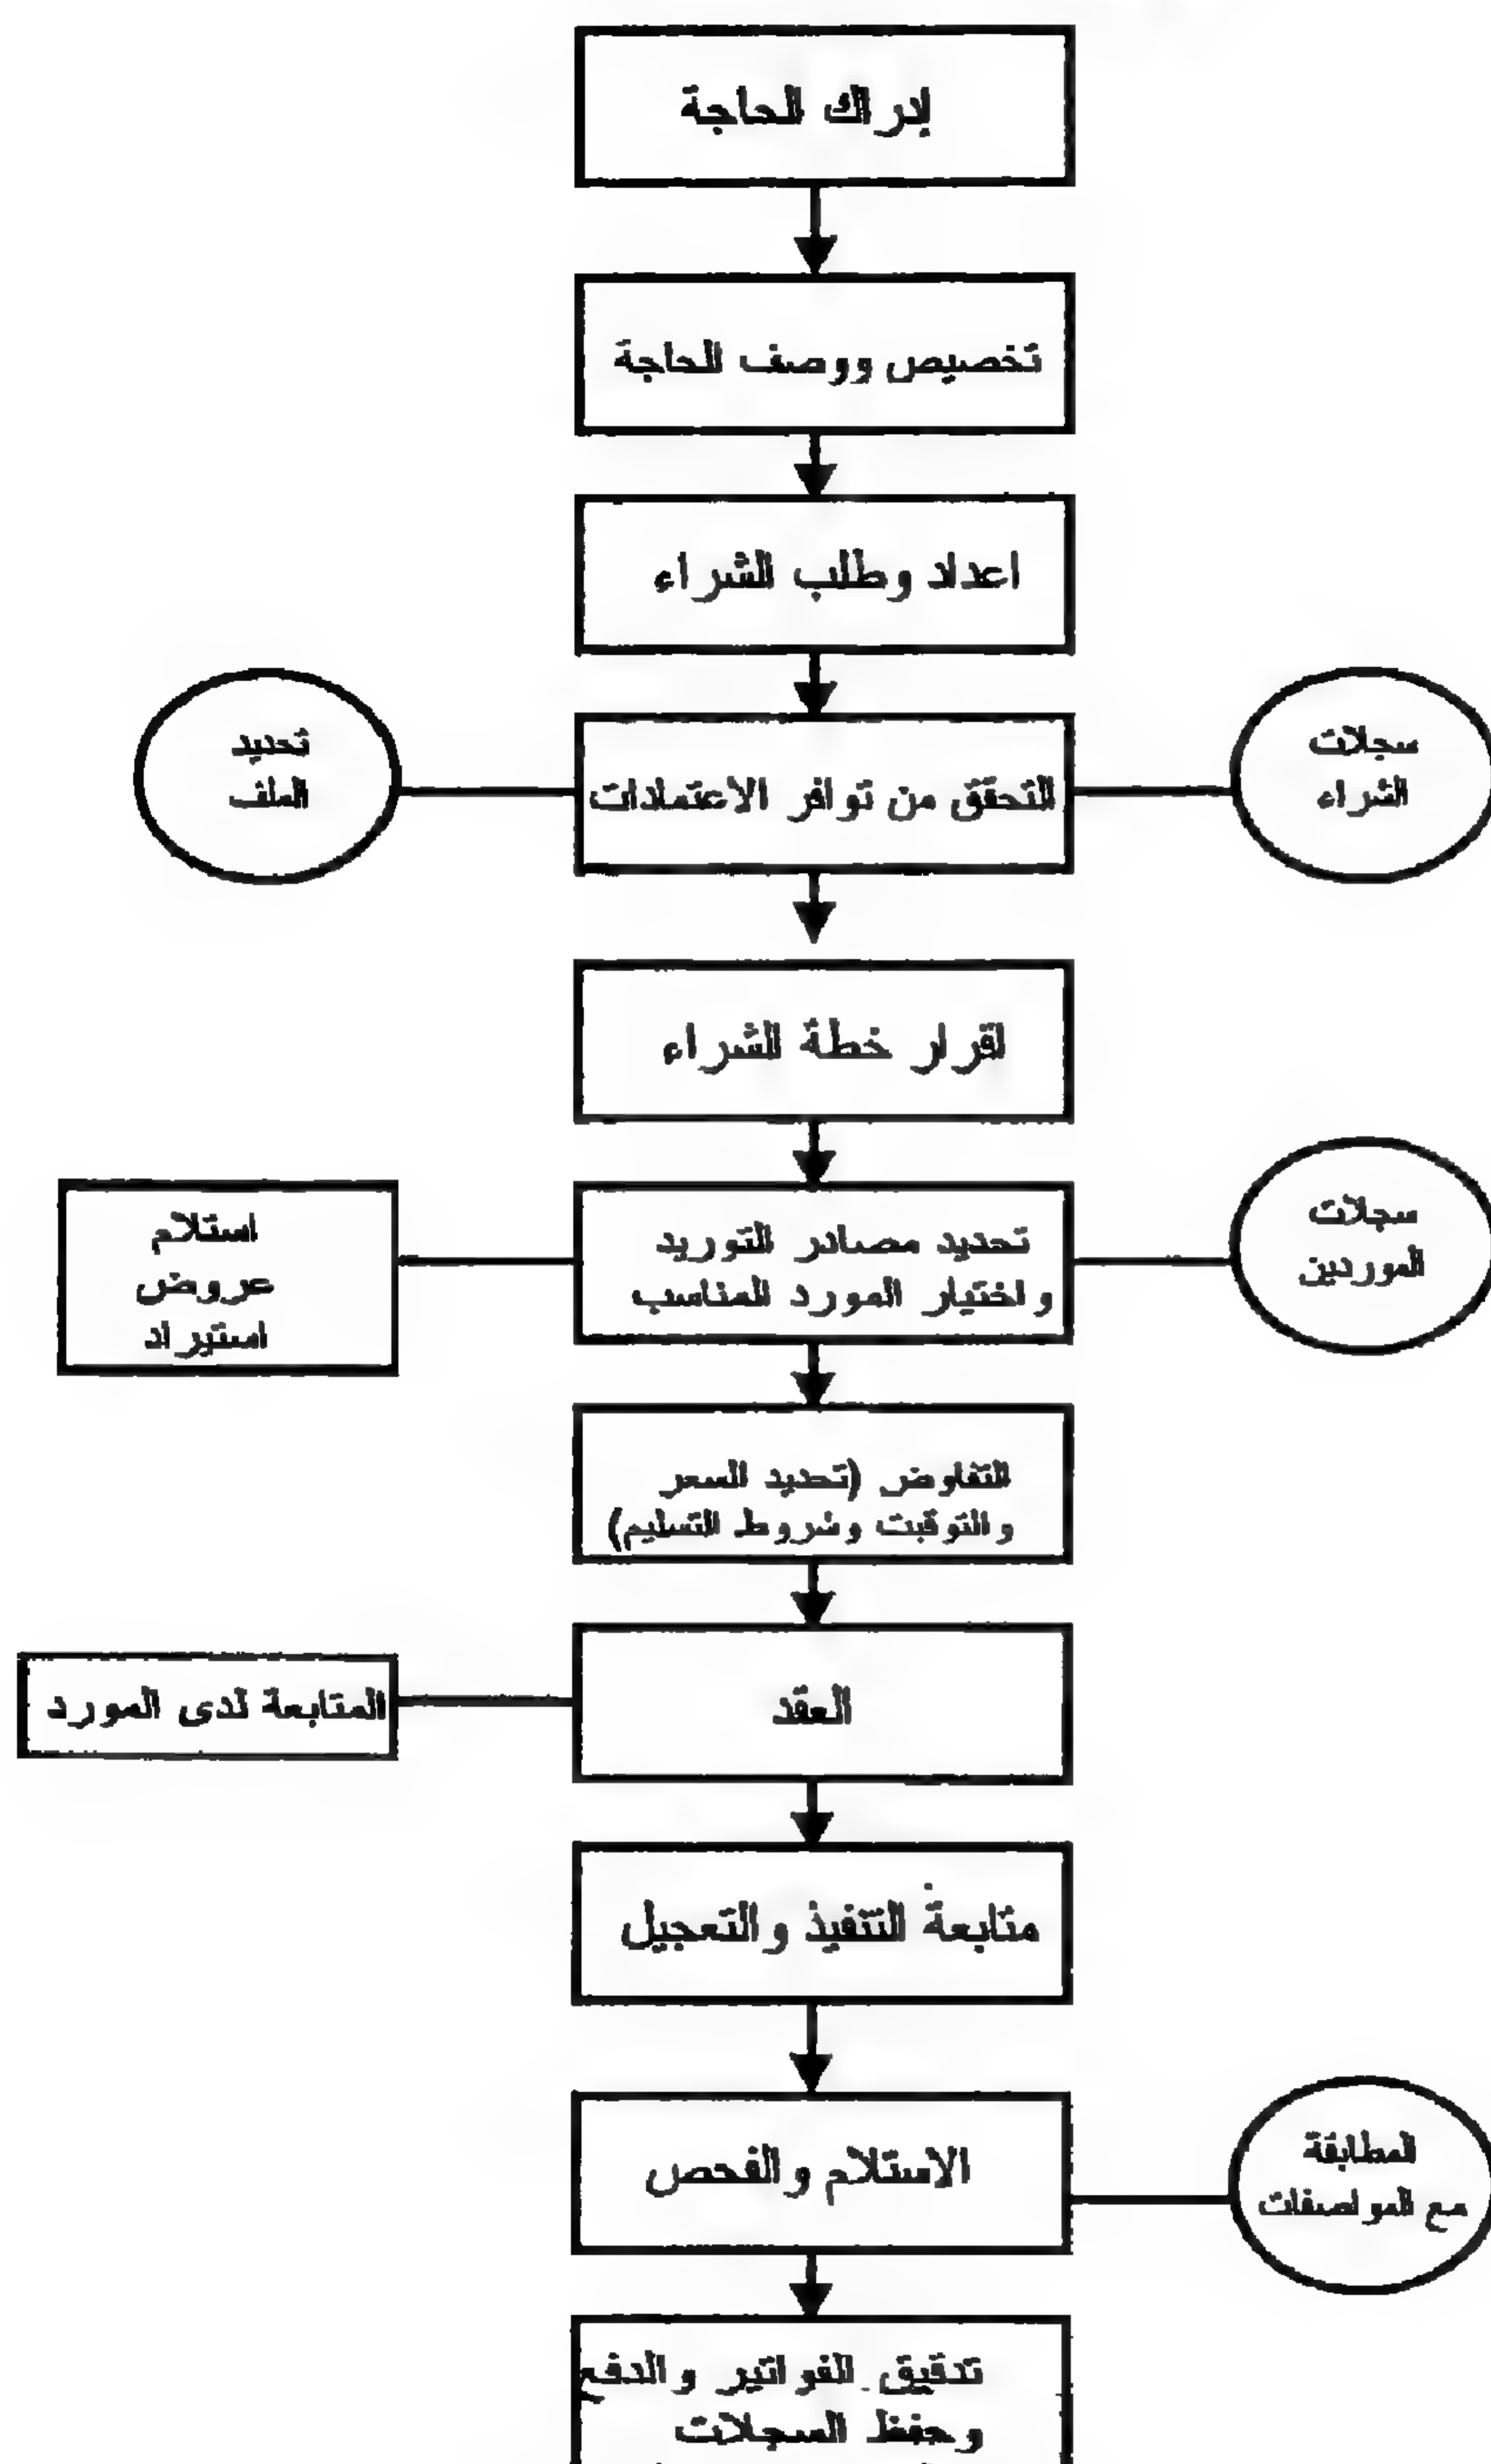 إدراك الحاجة
تخصيص ووصف الحاجة
اعداد وطلب الشراء
سجلات
الشراء
التحقق من توافر الاعتمادات
تحديد
الملف
اقرار خطة الشراء
سجلات
الموردين
تحديد مصادر التوريد
واختيار المورد المناسب
استلام
عروض
استيراد
التفاوض (تحديد السعر
والتوقيت وشروط التسليم)
العقد
المتابعة لدى المورد
متابعة التنفيذ والتعجيل
الاستلام والفحص
المطابقة
مع المواصفات
تدقيق الفواتير والدفع
وحفظ السجلات